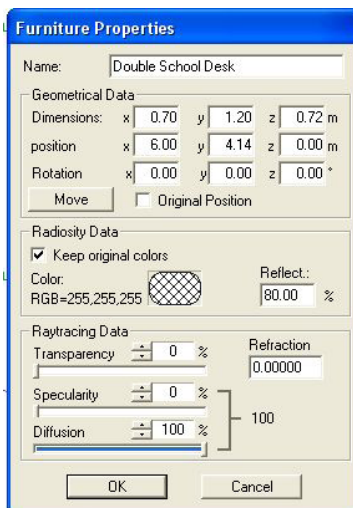 Furniture Properties
Name: Double School Desk
Geometrical Data
Dimensions: x 0.70 y 1.20 z 0.72 m
position x 6.00 y 4.14 z 0.00 m
Rotation x 0.00 y 0.00 z 0.00 °
Move Original Position
Radiosity Data
Keep original colors
Color: Reflect.:
RGB=255,255,255 80.00 %
Raytracing Data
Transparency 0 % Refraction
0.00000
Specularity 0 %
100
Diffusion 100 %
OK Cancel